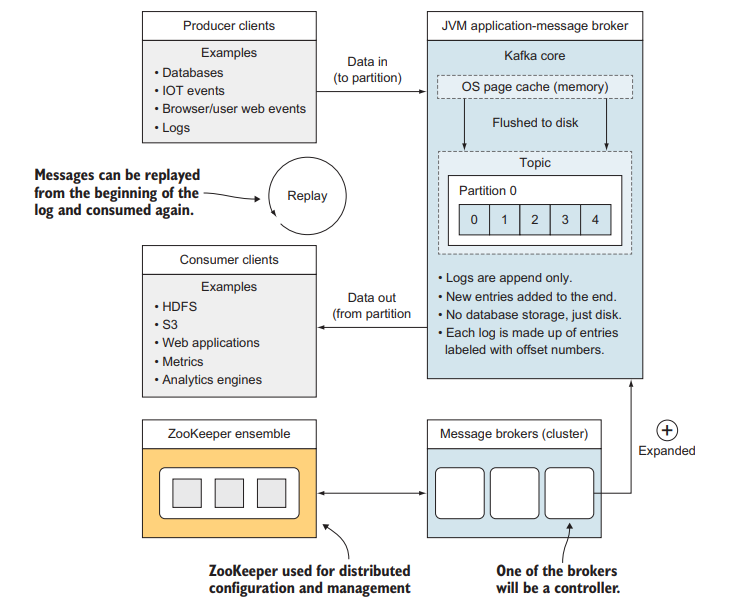 Producer clients
Examples
• Databases
• IOT events
• Browser/user web events
• Logs
Data in
(to partition)
JVM application-message broker
Kafka core
OS page cache (memory)
Flushed to disk
Topic
Partition 0
0 1 2 3 4
• Logs are append only.
• New entries added to the end.
• No database storage, just disk.
• Each log is made up of entries
labeled with offset numbers.
Messages can be replayed
from the beginning of the
log and consumed again.
Replay
Consumer clients
Examples
• HDFS
• S3
• Web applications
• Metrics
• Analytics engines
Data out
(from partition
ZooKeeper ensemble
Message brokers (cluster)
+
Expanded
ZooKeeper used for distributed
configuration and management
One of the brokers
will be a controller.